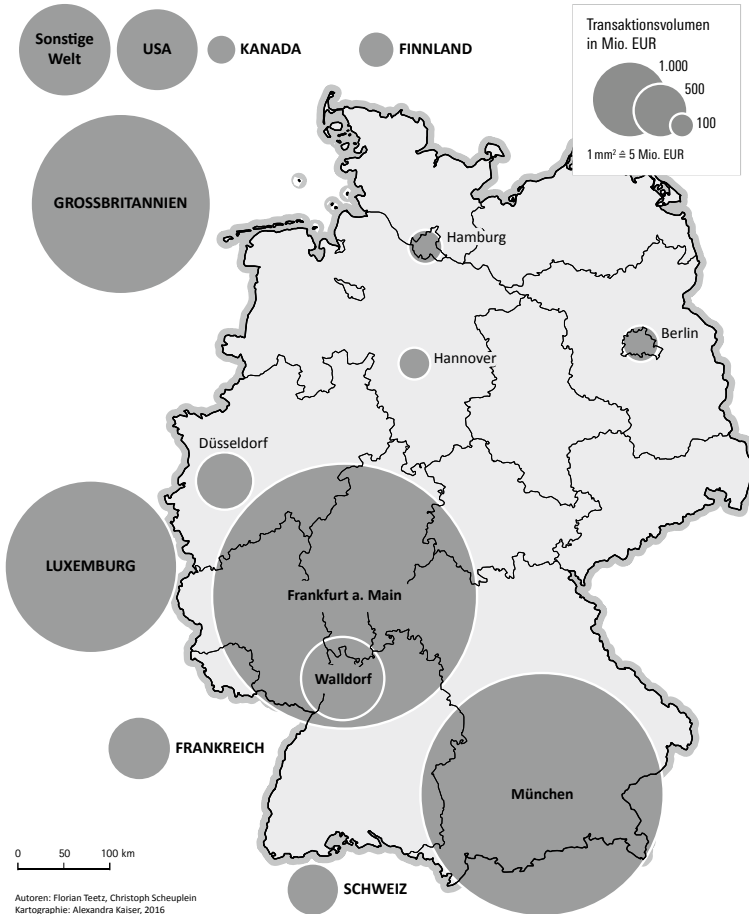 Sonstige
Welt
USA
KANADA
FINNLAND
Transaktionsvolumen
in Mio. EUR
1.000
500
100
1 mm² ≙ 5 Mio. EUR
GROSSBRITANNIEN
Hamburg
Berlin
Hannover
Düsseldorf
LUXEMBURG
Frankfurt a. Main
Walldorf
FRANKREICH
München
0 50 100 km
SCHWEIZ
Autoren: Florian Teetz, Christoph Scheuplein
Kartographie: Alexandra Kaiser, 2016